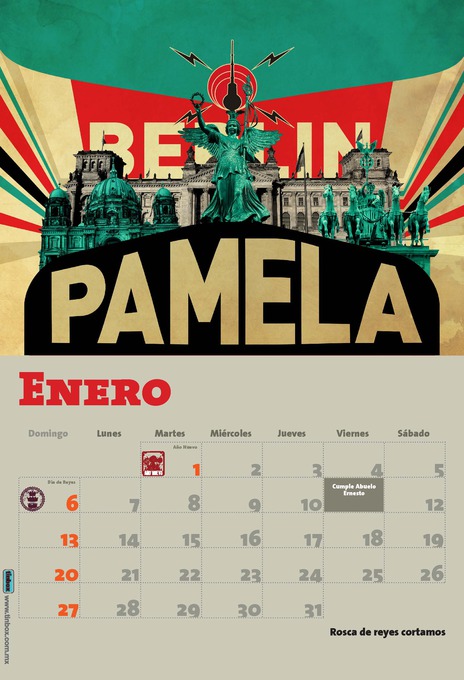 BERLIN
PAMELA
Enero
Domingo Lunes Martes Miércoles Jueves Viernes Sábado
Año Nuevo
1 2 3 4 5
Día de Reyes
Cumple Abuelo
Ernesto
6 7 8 9 10 12
13 14 15 16 17 18 19
20 21 22 23 24 25 26
27 28 29 30 31
Rosca de reyes cortamos
tinbox www.tinbox.com.mx